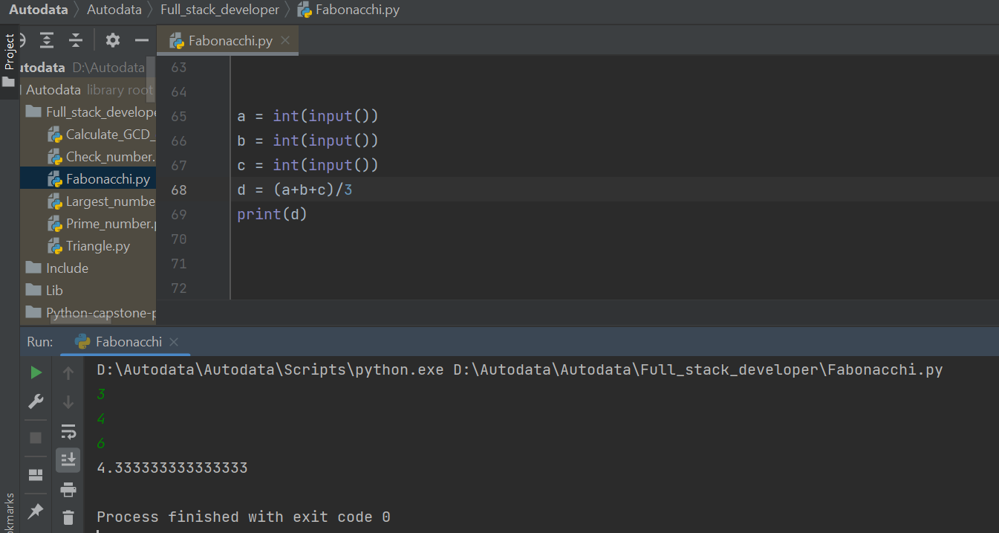 Autodata Autodata Full_stack_developer Fabonacchi.py
Project
Fabonacchi.py
utodata D:\Autodata
Autodata library root
Full_stack_develope
Calculate_GCD_
Check_number.
Fabonacchi.py
Largest_numbe
Prime_number.p
Triangle.py
Include
Lib
Python-capstone-p
63
64
65 a = int(input())
66 b = int(input())
67 c = int(input())
68 d = (a+b+c)/3
69 print(d)
70
71
72
Run: Fabonacchi
D:\Autodata\Autodata\Scripts\python.exe D:\Autodata\Autodata\Full_stack_developer\Fabonacchi.py
3
4
6
4.333333333333333
Process finished with exit code 0
okmarks